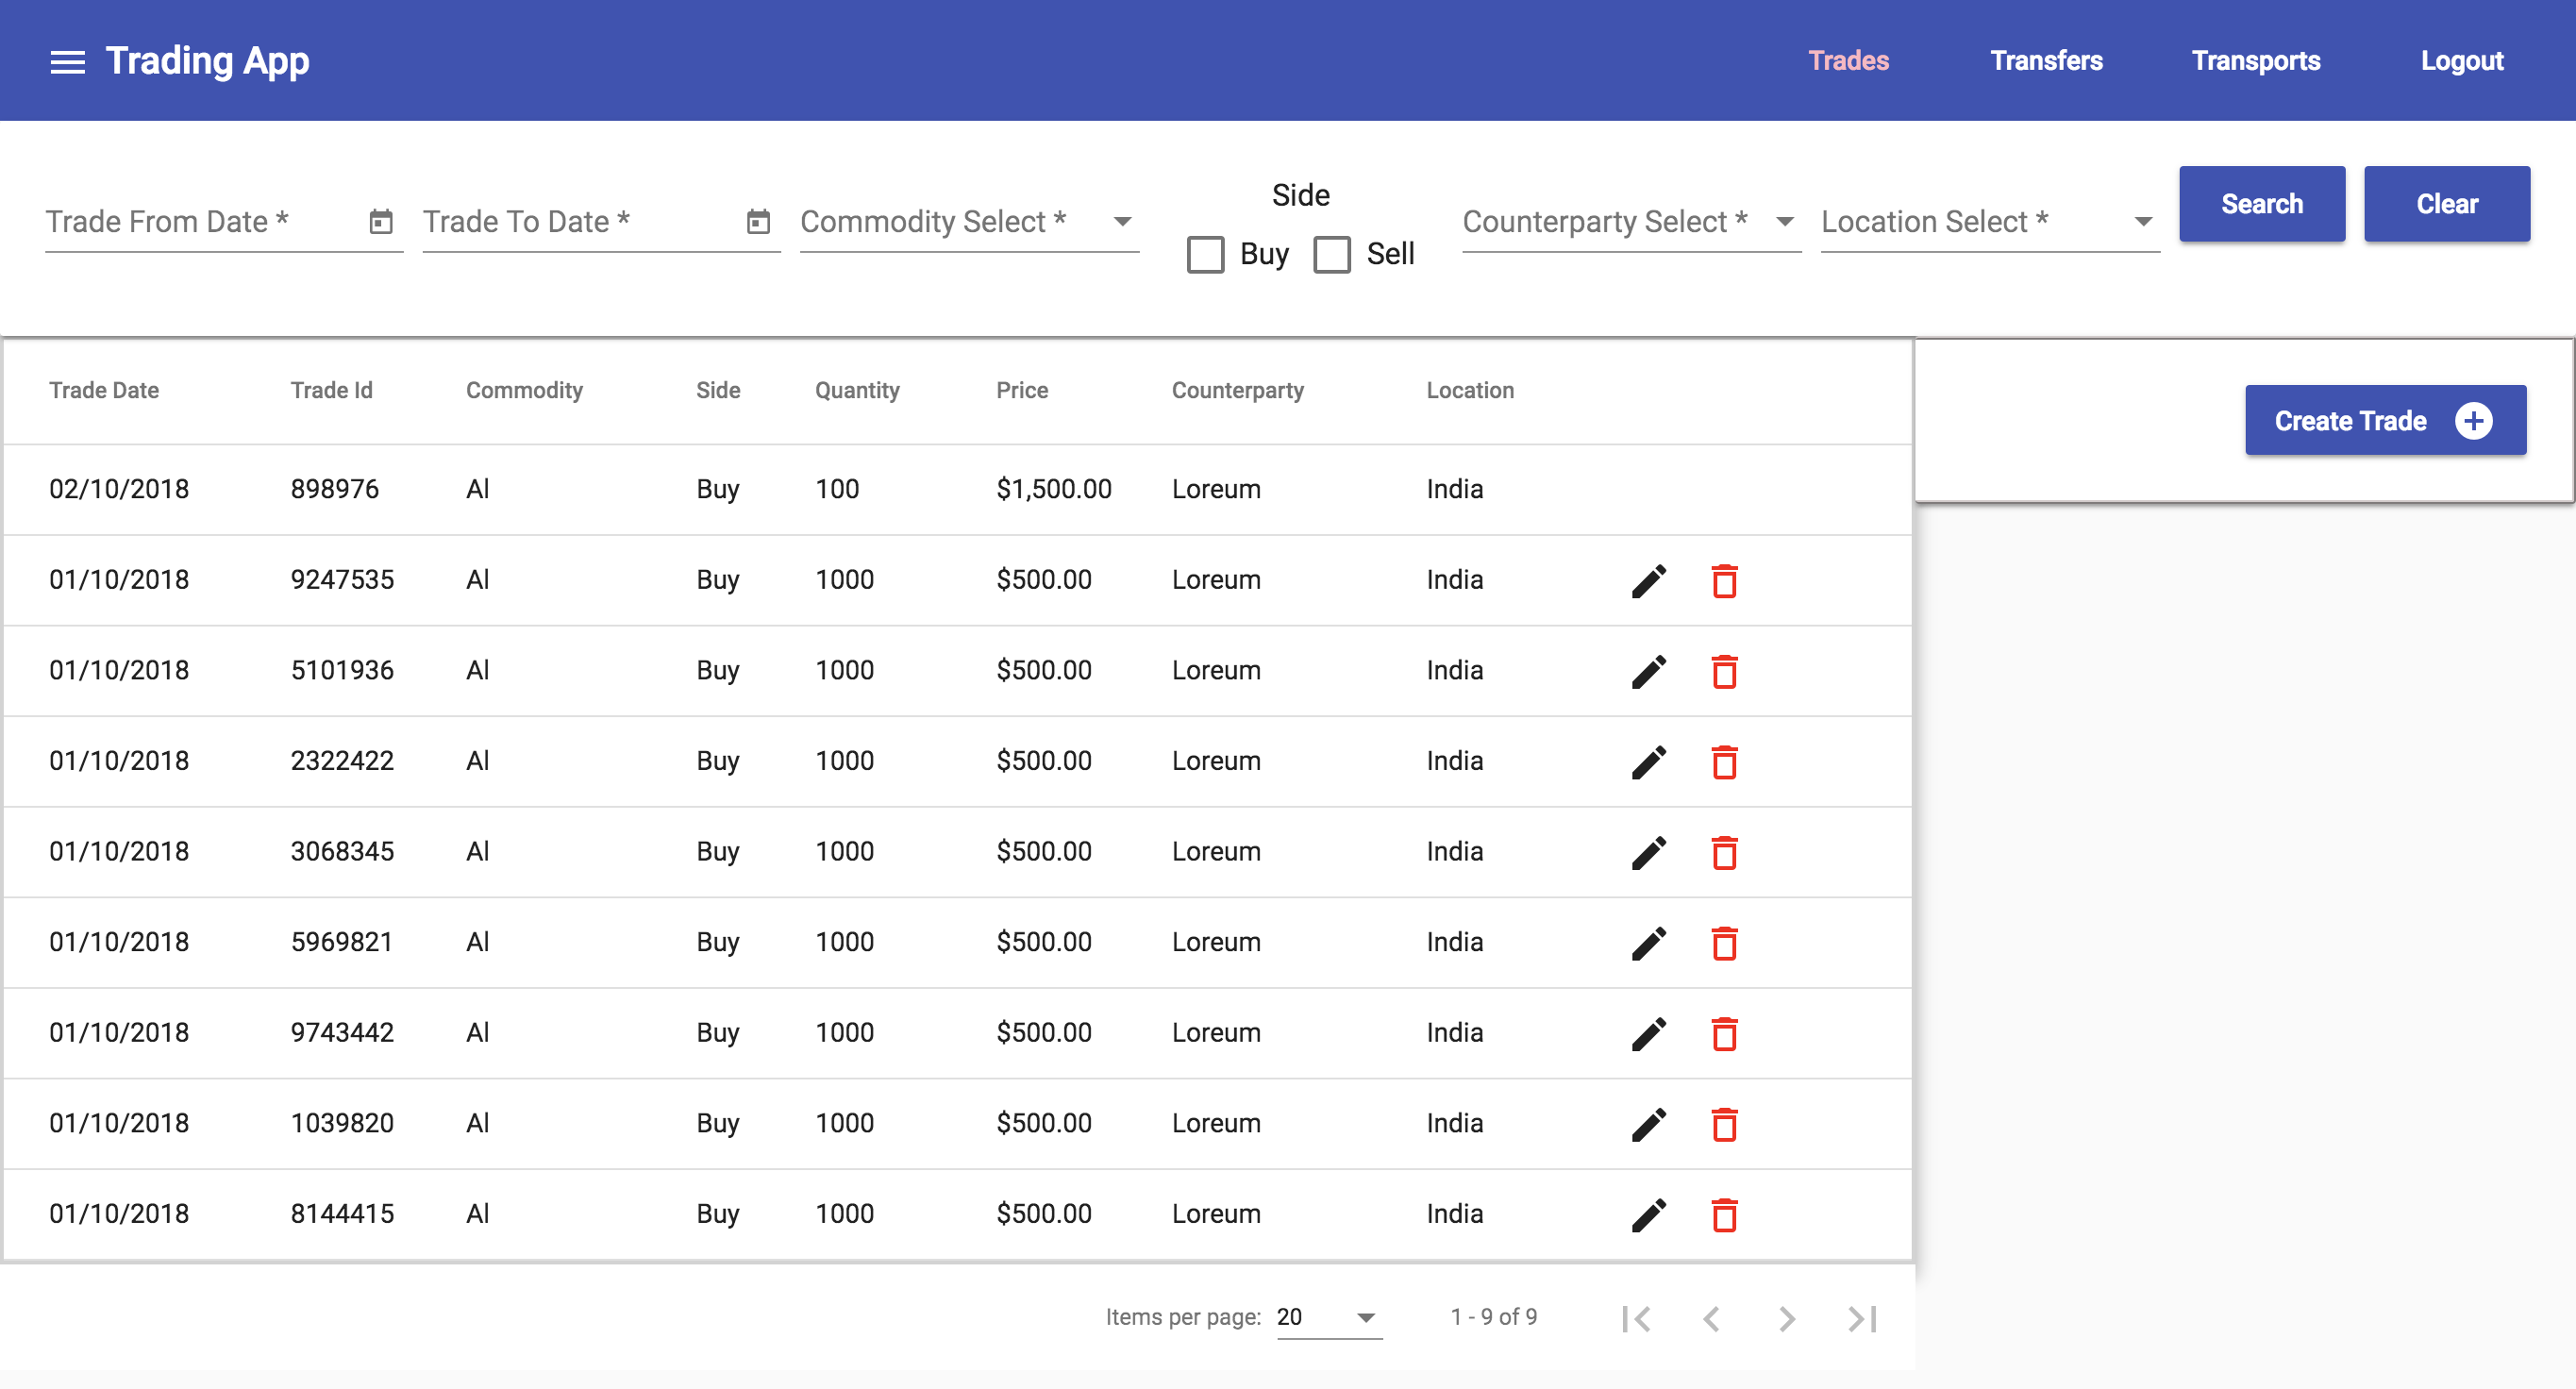 Trading App Trades Transfers Transports Logout
Side
Trade From Date * Trade To Date * Commodity Select * Buy Sell Counterparty Select * Location Select * Search Clear
Trade Date Trade Id Commodity Side Quantity Price Counterparty Location
Create Trade
02/10/2018 898976 Al Buy 100 $1,500.00 Loreum India
01/10/2018 9247535 Al Buy 1000 $500.00 Loreum India
01/10/2018 5101936 Al Buy 1000 $500.00 Loreum India
01/10/2018 2322422 Al Buy 1000 $500.00 Loreum India
01/10/2018 3068345 Al Buy 1000 $500.00 Loreum India
01/10/2018 5969821 Al Buy 1000 $500.00 Loreum India
01/10/2018 9743442 Al Buy 1000 $500.00 Loreum India
01/10/2018 1039820 Al Buy 1000 $500.00 Loreum India
01/10/2018 8144415 Al Buy 1000 $500.00 Loreum India
Items per page: 20 1 - 9 of 9